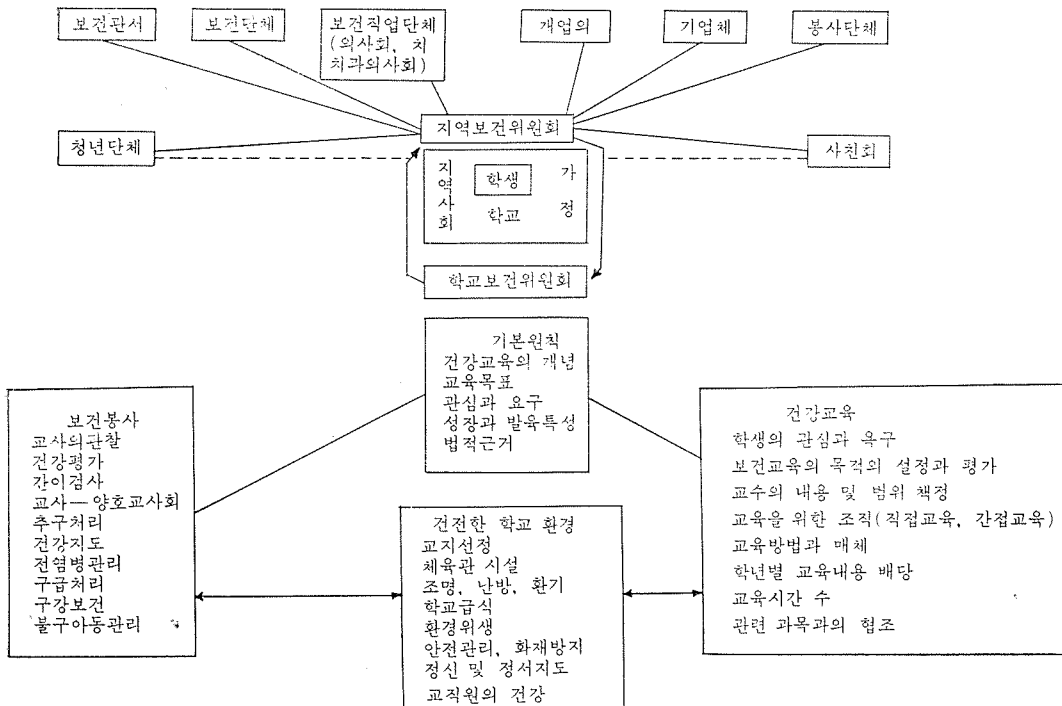 보건관서
보건단체
보건직업단체
(의사회, 치
치과의사회)
개업의
기업체
봉사단체
지역보건위원회
청년단체
사친회
지역사회
학생
학교
가정
학교보건위원회
기본원칙
건강교육의 개념
교육목표
관심과 요구
성장과 발육특성
법적근거
보건봉사
교사의관찰
건강평가
간이검사
교사—양호교사회
추구처리
건강지도
전염병관리
구급처리
구강보건
불구아동관리
건전한 학교 환경
교지선정
체육관 시설
조명, 난방, 환기
학교급식
환경위생
안전관리, 화재방지
정신 및 정서지도
교직원의 건강
건강교육
학생의 관심과 욕구
보건교육의 목적의 설정과 평가
교수의 내용 및 범위 책정
교육을 위한 조직(직접교육, 간접교육)
교육방법과 매체
학년별 교육내용 배당
교육시간 수
관련 과목과의 협조